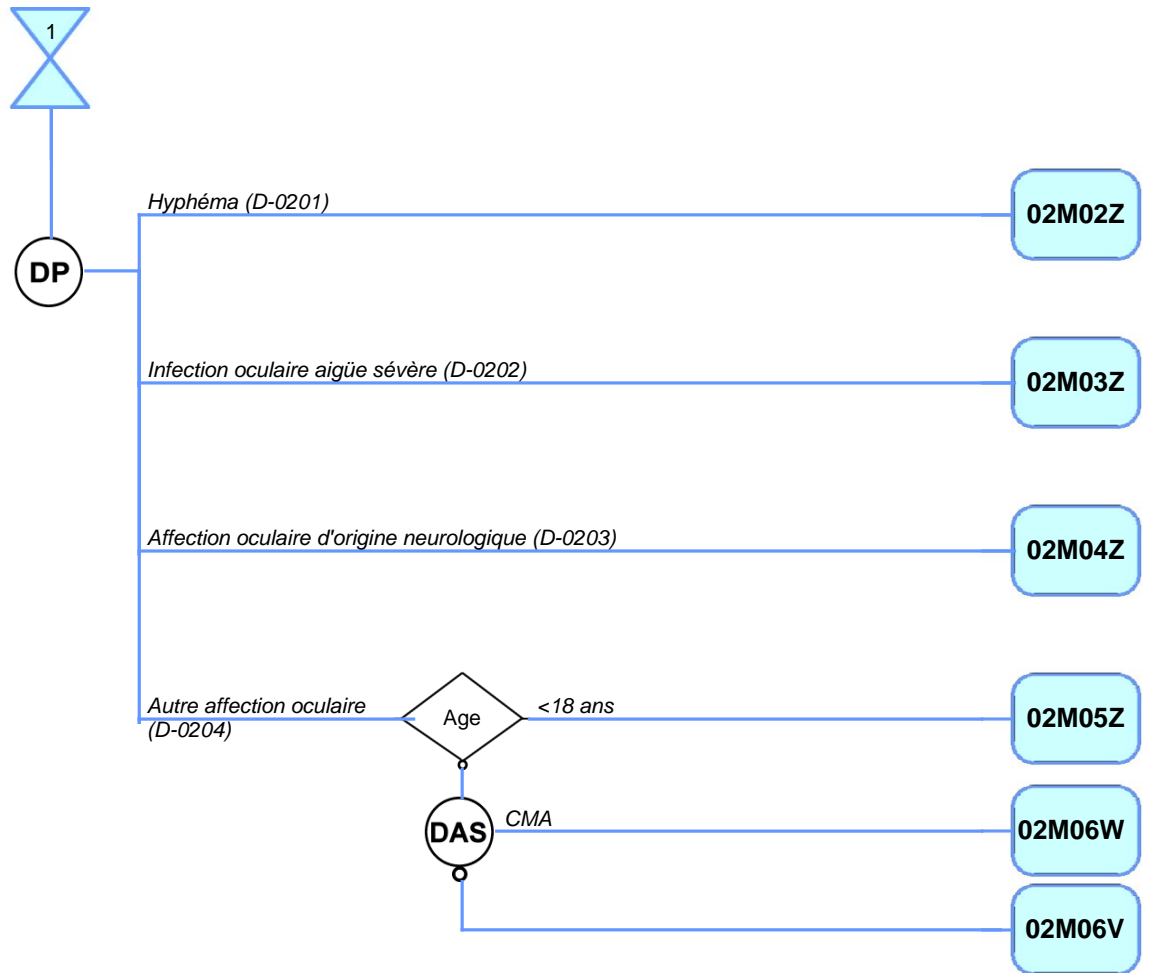 1
Hyphéma (D-0201)
02M02Z
DP
Infection oculaire aigüe sévère (D-0202)
02M03Z
Affection oculaire d'origine neurologique (D-0203)
02M04Z
Autre affection oculaire
(D-0204)
Age
<18 ans
02M05Z
DAS
CMA
02M06W
02M06V